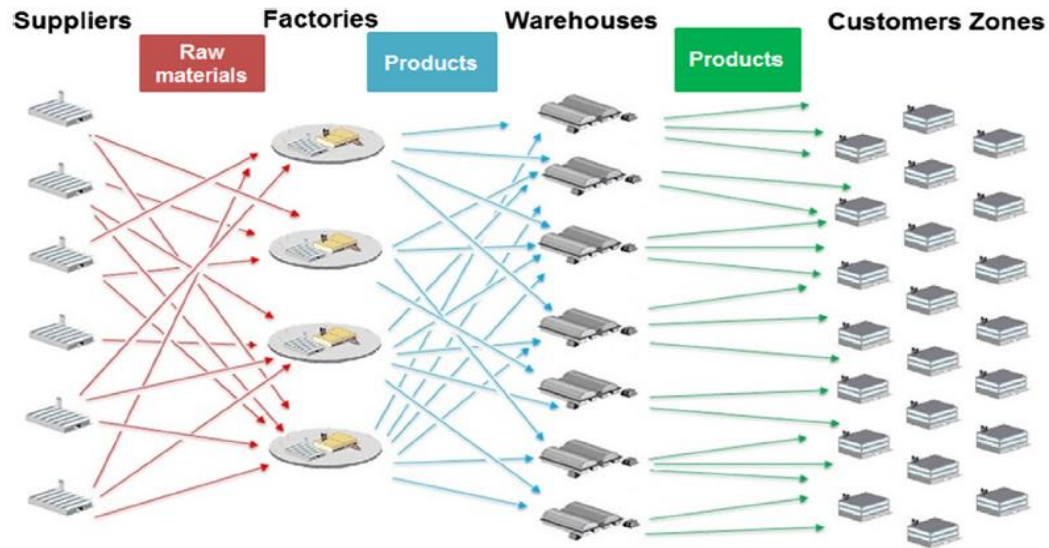 Suppliers
Factories
Warehouses
Customers Zones
Raw
materials
Products
Products